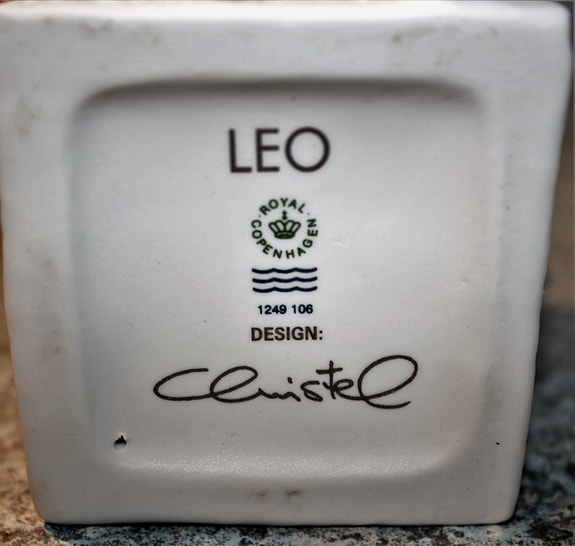 LEO
ROYAL
COPENHAGEN
1249 106
DESIGN:
Christel